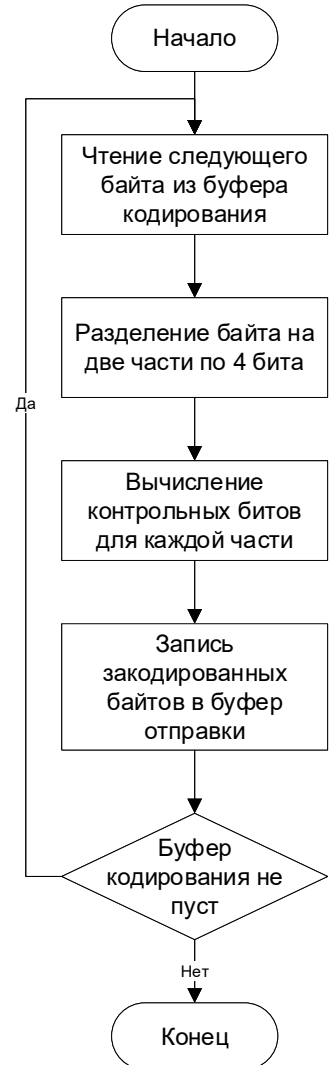 Начало
Чтение следующего
байта из буфера
кодирования
Разделение байта на
две части по 4 бита
Да
Вычисление
контрольных битов
для каждой части
Запись
закодированных
байтов в буфер
отправки
Буфер
кодирования не
пуст
Нет
Конец